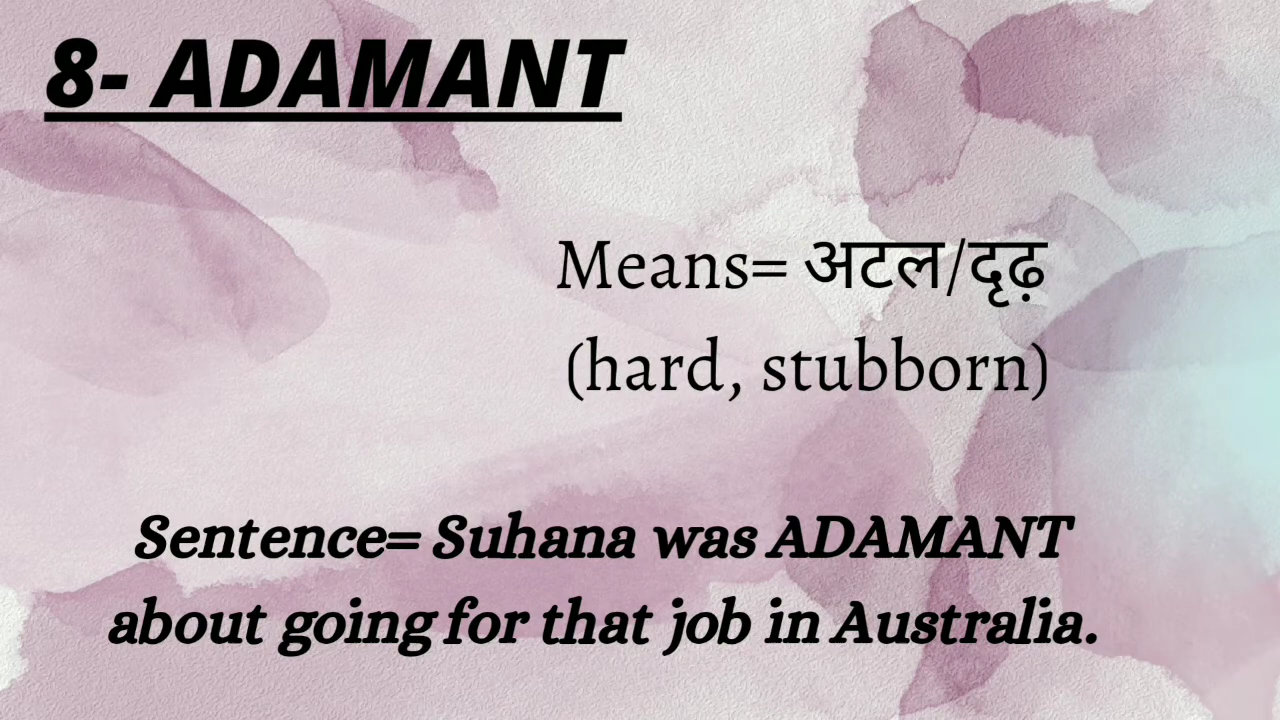 8- ADAMANT
Means= अटल/दृढ़
(hard, stubborn)
Sentence= Suhana was ADAMANT
about going for that job in Australia.